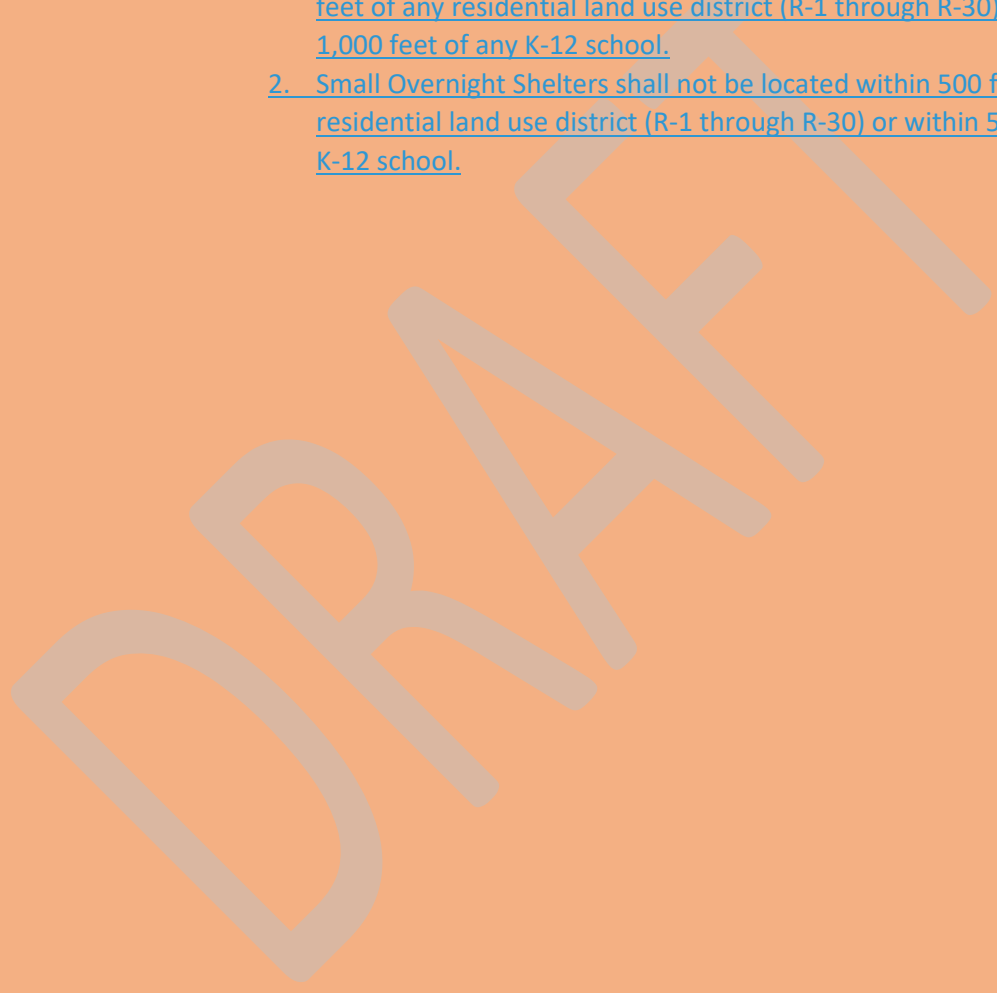 feet of any residential land use district (R-1 through R-30)
1,000 feet of any K-12 school.
2. Small Overnight Shelters shall not be located within 500 f
residential land use district (R-1 through R-30) or within 5
K-12 school.
DRAFT